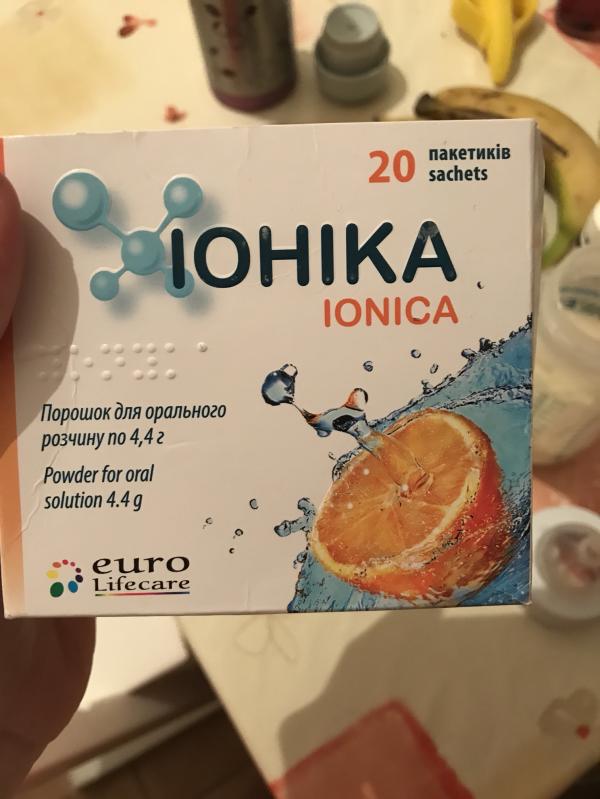 20 пакетиків
sachets
ІОНІКА
IONICA
Порошок для орального
розчину по 4,4 г
Powder for oral
solution 4.4 g
euro
Lifecare